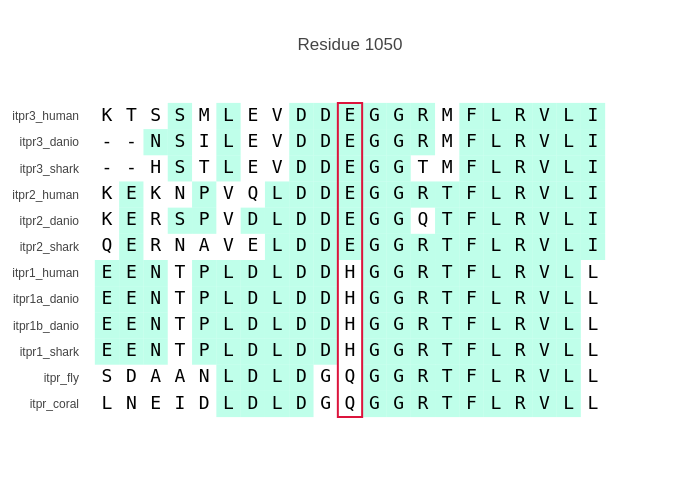 Residue 1050
itpr3_human K T S S M L E V D D E G G R M F L R V L I
itpr3_danio - - N S I L E V D D E G G R M F L R V L I
itpr3_shark - - H S T L E V D D E G G T M F L R V L I
itpr2_human K E K N P V Q L D D E G G R T F L R V L I
itpr2_danio K E R S P V D L D D E G G Q T F L R V L I
itpr2_shark Q E R N A V E L D D E G G R T F L R V L I
itpr1_human E E N T P L D L D D H G G R T F L R V L L
itpr1a_danio E E N T P L D L D D H G G R T F L R V L L
itpr1b_danio E E N T P L D L D D H G G R T F L R V L L
itpr1_shark E E N T P L D L D D H G G R T F L R V L L
itpr_fly S D A A N L D L D G Q G G R T F L R V L L
itpr_coral L N E I D L D L D G Q G G R T F L R V L L